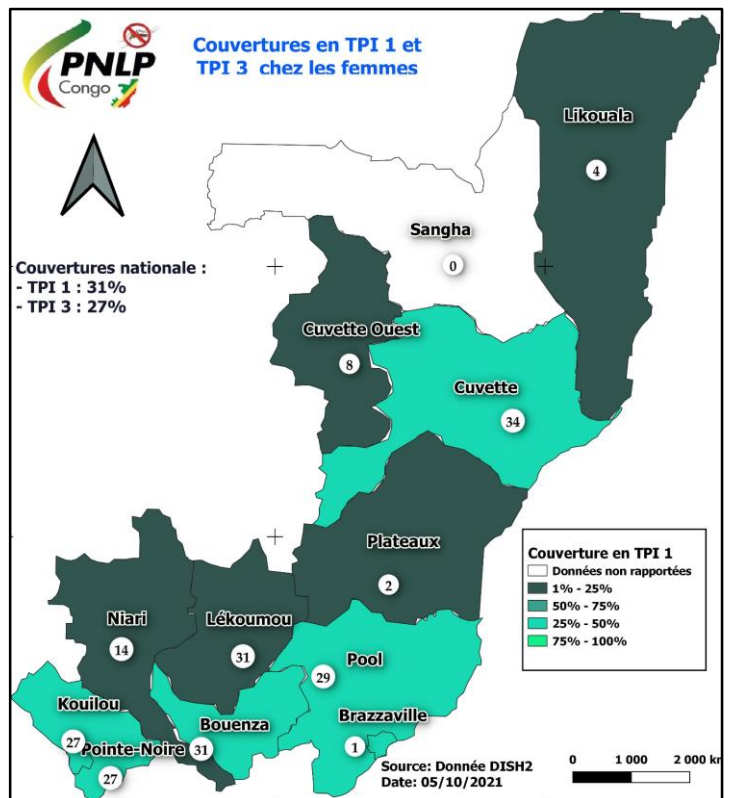 PNLP
Congo
Couvertures en TPI 1 et
TPI 3 chez les femmes
Likouala
4
Sangha
0
Couvertures nationale :
- TPI 1 : 31%
- TPI 3 : 27%
Cuvette Ouest
8
Cuvette
34
Plateaux
2
Couverture en TPI 1
Données non rapportées
1% - 25%
50% - 75%
25% - 50%
75% - 100%
Niari
14
Lékoumou
31
Pool
29
Kouilou
27
Bouenza
31
Brazzaville
1
Pointe-Noire
27
Source: Donnée DISH2
Date: 05/10/2021
0 1 000 2 000 km